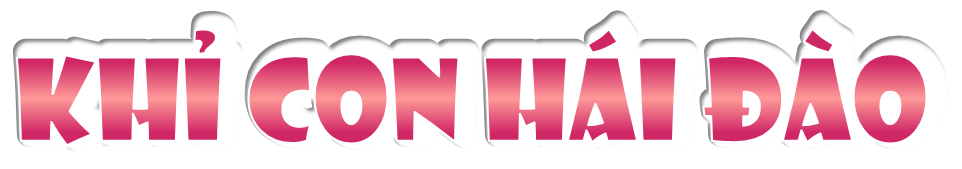 KHỈ CON HÁI ĐÀO